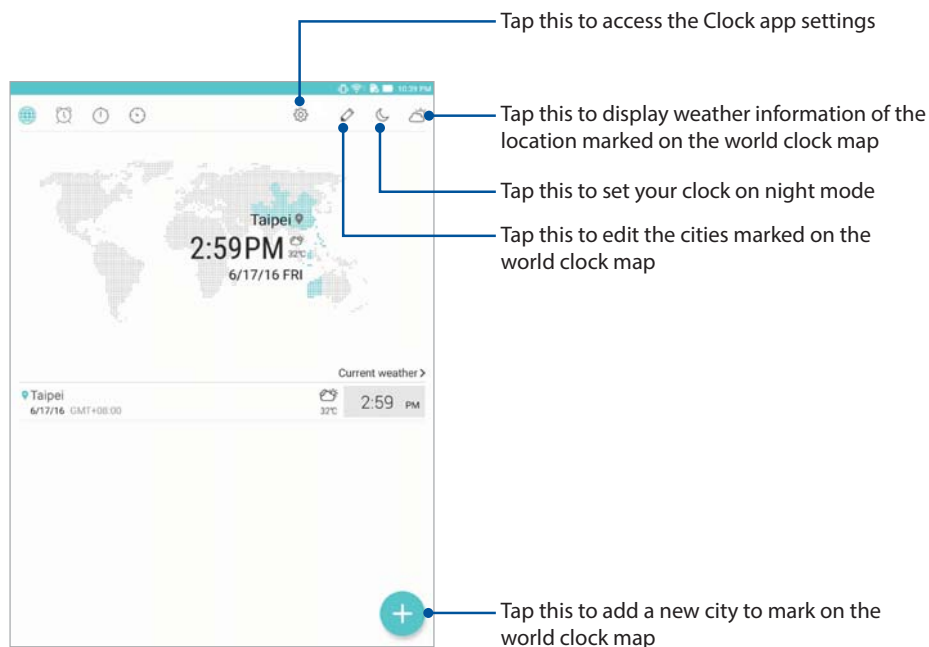 Tap this to access the Clock app settings
10:39 PM
Tap this to display weather information of the
location marked on the world clock map
Tap this to set your clock on night mode
Taipei
2:59PM
32°C
6/17/16 FRI
Tap this to edit the cities marked on the
world clock map
Current weather >
Taipei
6/17/16 GMT+08:00
32°C
2:59 PM
+
Tap this to add a new city to mark on the
world clock map